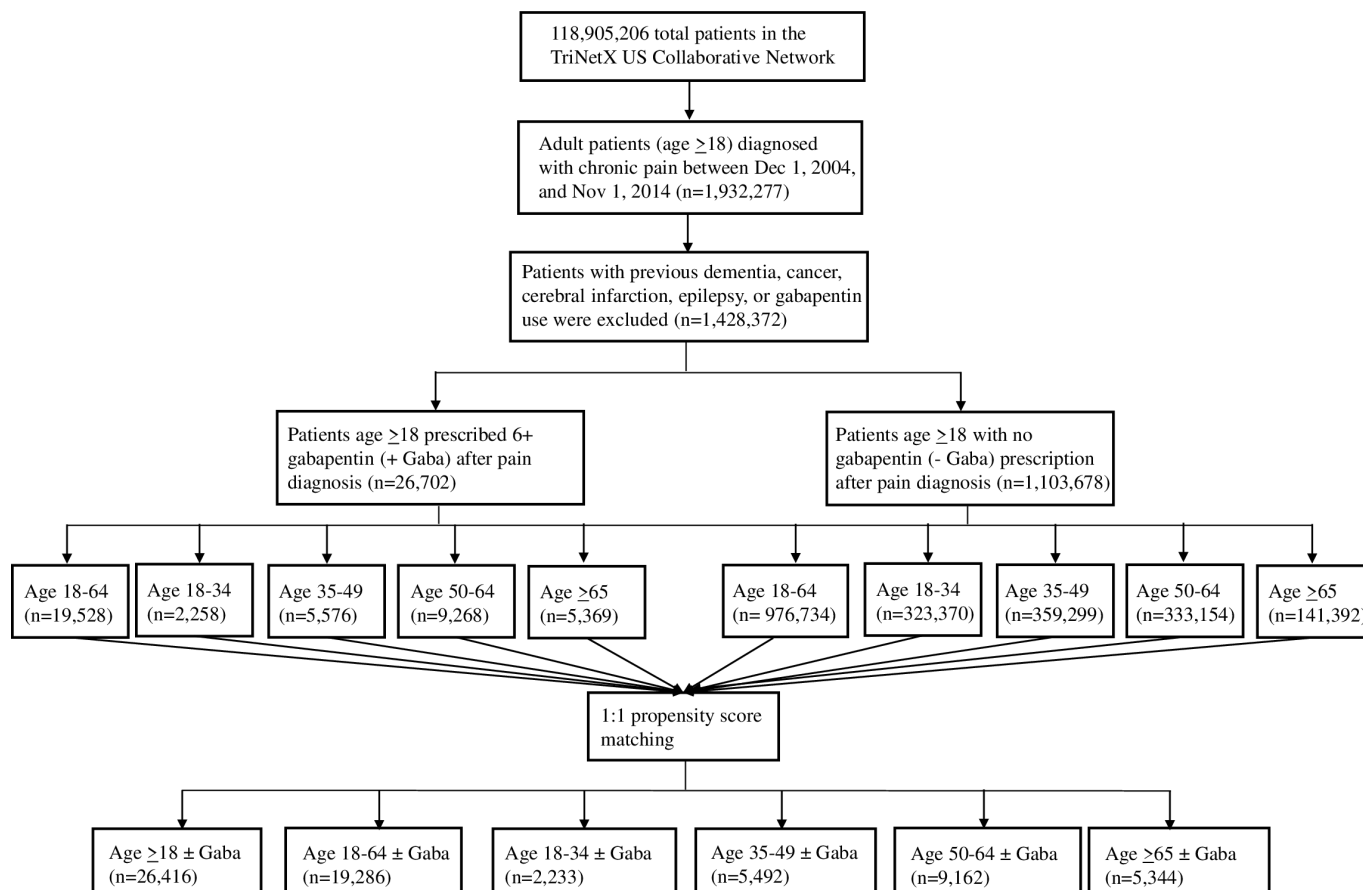 118,905,206 total patients in the
TriNetX US Collaborative Network
Adult patients (age ≥18) diagnosed
with chronic pain between Dec 1, 2004,
and Nov 1, 2014 (n=1,932,277)
Patients with previous dementia, cancer,
cerebral infarction, epilepsy, or gabapentin
use were excluded (n=1,428,372)
Patients age ≥18 prescribed 6+
gabapentin (+ Gaba) after pain
diagnosis (n=26,702)
Patients age ≥18 with no
gabapentin (- Gaba) prescription
after pain diagnosis (n=1,103,678)
Age 18-64
(n=19,528)
Age 18-34
(n=2,258)
Age 35-49
(n=5,576)
Age 50-64
(n=9,268)
Age ≥65
(n=5,369)
Age 18-64
(n= 976,734)
Age 18-34
(n=323,370)
Age 35-49
(n=359,299)
Age 50-64
(n=333,154)
Age ≥65
(n=141,392)
1:1 propensity score
matching
Age ≥18 ± Gaba
(n=26,416)
Age 18-64 ± Gaba
(n=19,286)
Age 18-34 ± Gaba
(n=2,233)
Age 35-49 ± Gaba
(n=5,492)
Age 50-64 ± Gaba
(n=9,162)
Age ≥65 ± Gaba
(n=5,344)